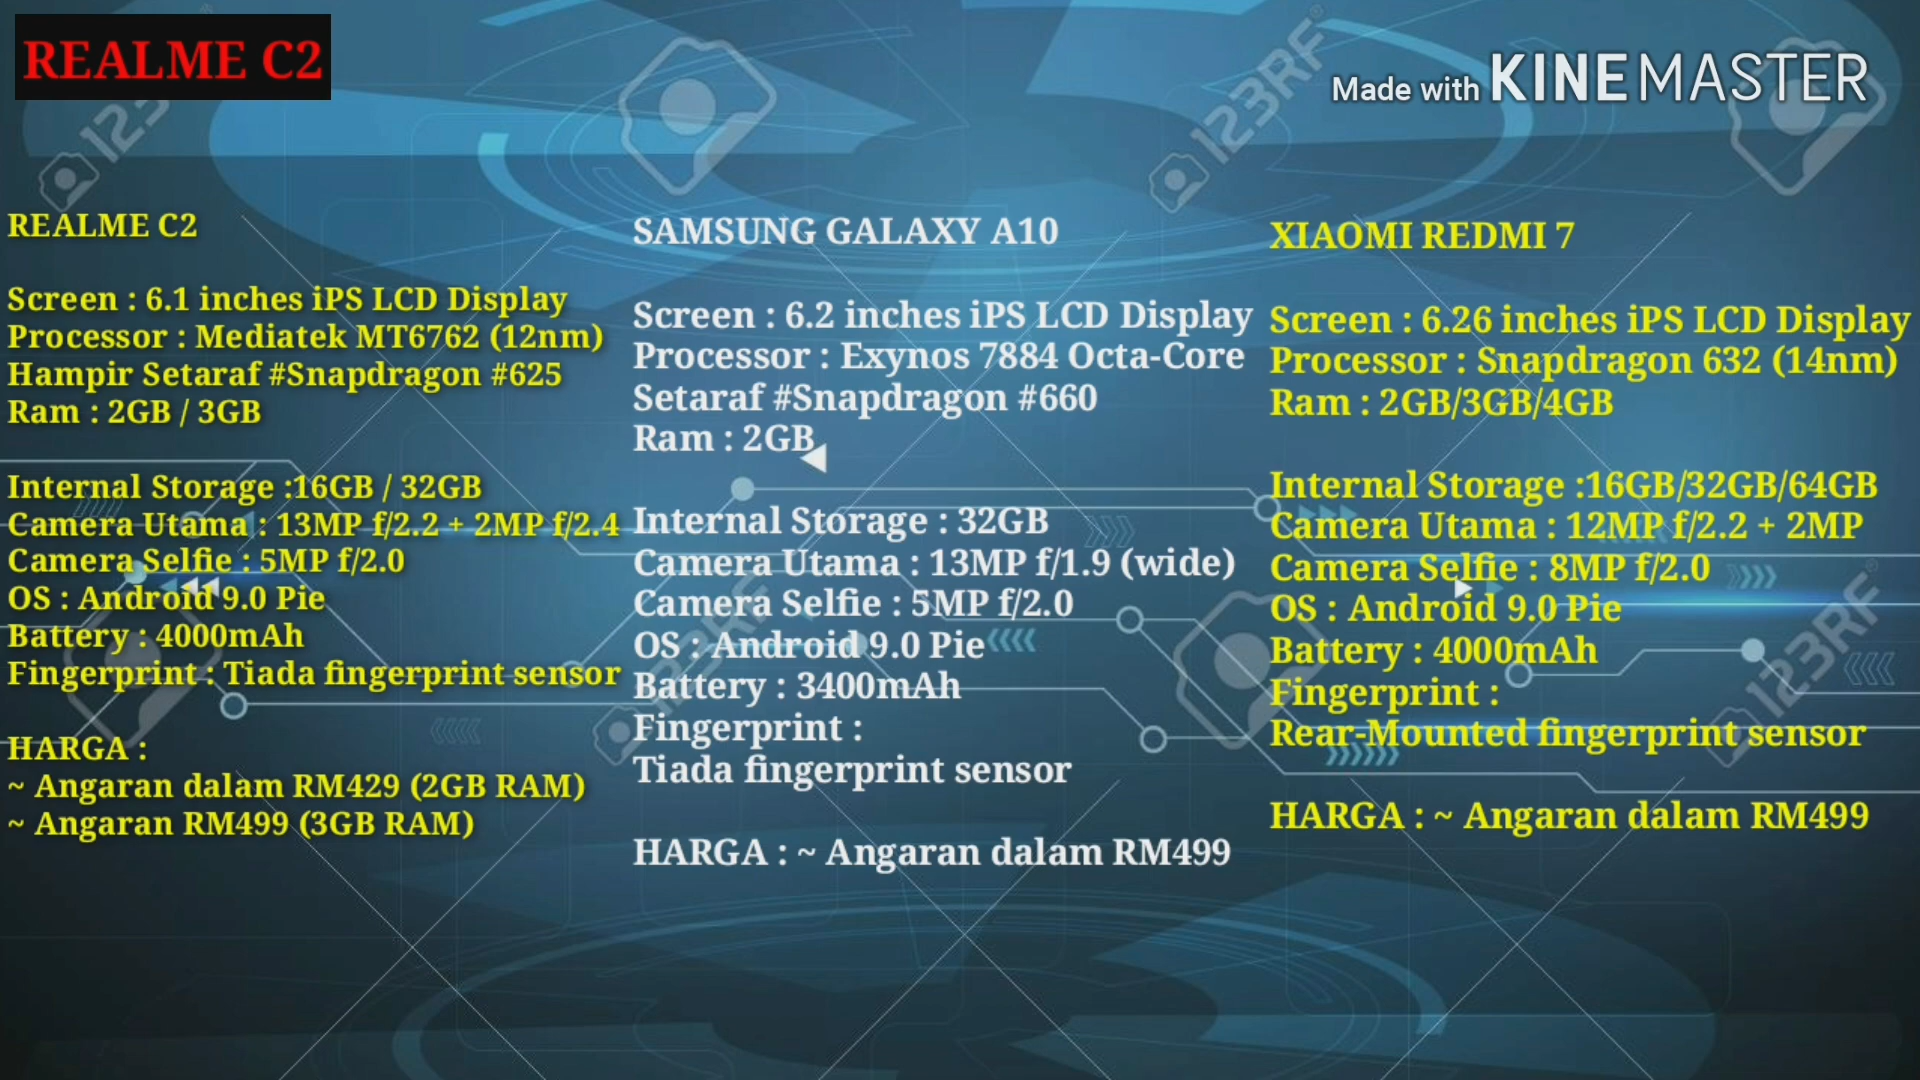 REALME C2
Made with KINEMASTER
REALME C2
Screen : 6.1 inches iPS LCD Display
Processor : Mediatek MT6762 (12nm)
Hampir Setaraf #Snapdragon #625
Ram : 2GB / 3GB
Internal Storage :16GB / 32GB
Camera Utama : 13MP f/2.2 + 2MP f/2.4
Camera Selfie : 5MP f/2.0
OS : Android 9.0 Pie
Battery : 4000mAh
Fingerprint : Tiada fingerprint sensor
HARGA :
~ Angaran dalam RM429 (2GB RAM)
~ Angaran RM499 (3GB RAM)
SAMSUNG GALAXY A10
Screen : 6.2 inches iPS LCD Display
Processor : Exynos 7884 Octa-Core
Setaraf #Snapdragon #660
Ram : 2GB
Internal Storage : 32GB
Camera Utama : 13MP f/1.9 (wide)
Camera Selfie : 5MP f/2.0
OS : Android 9.0 Pie
Battery : 3400mAh
Fingerprint :
Tiada fingerprint sensor
HARGA : ~ Angaran dalam RM499
XIAOMI REDMI 7
Screen : 6.26 inches iPS LCD Display
Processor : Snapdragon 632 (14nm)
Ram : 2GB/3GB/4GB
Internal Storage :16GB/32GB/64GB
Camera Utama : 12MP f/2.2 + 2MP
Camera Selfie : 8MP f/2.0
OS : Android 9.0 Pie
Battery : 4000mAh
Fingerprint :
Rear-Mounted fingerprint sensor
HARGA : ~ Angaran dalam RM499
123RF
123RF
123RF
123RF